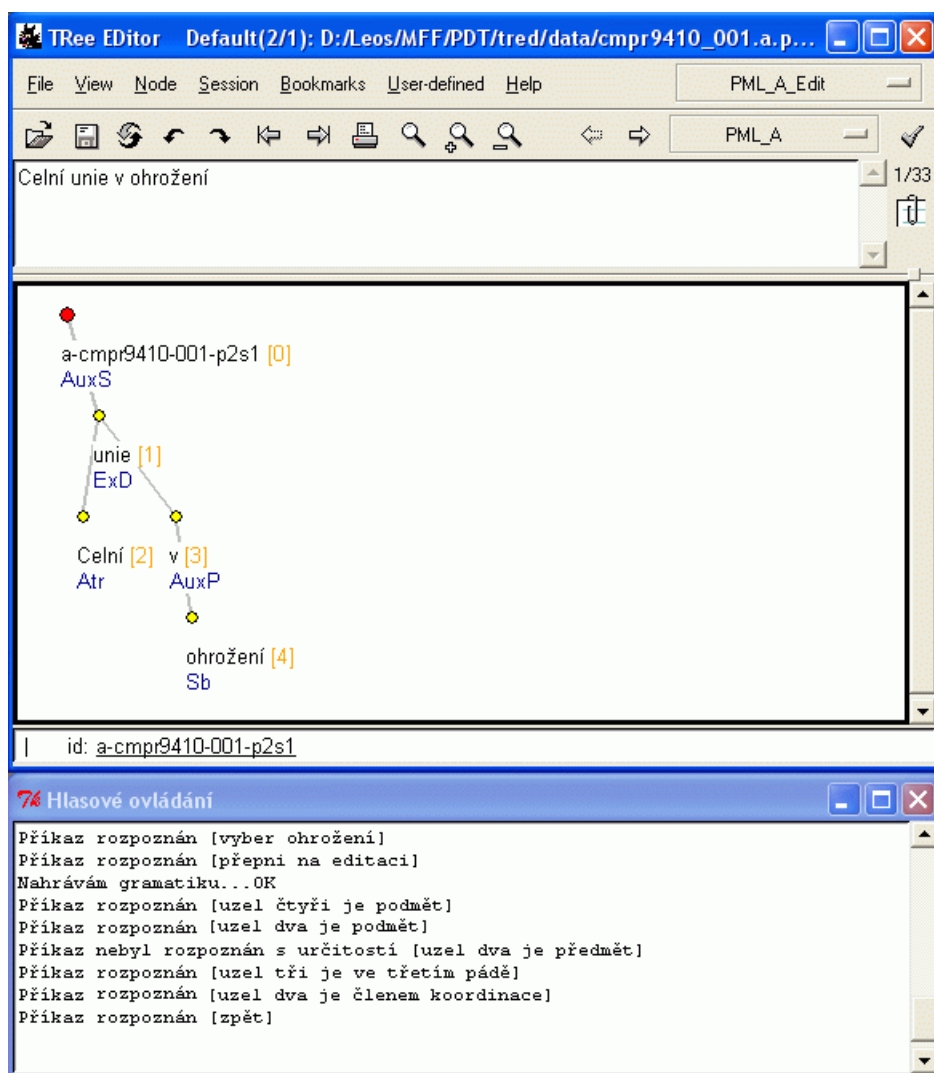 TRee EDitor Default(2/1): D:/Leos/MFF/PDT/tred/data/cmpr9410_001.a.p...
File View Node Session Bookmarks User-defined Help PML_A_Edit
PML_A
Celní unie v ohrožení
1/33
a-cmpr9410-001-p2s1 [0]
AuxS
unie [1]
ExD
Celní [2] v [3]
Atr AuxP
ohrožení [4]
Sb
id: a-cmpr9410-001-p2s1
Hlasové ovládání
Příkaz rozpoznán [vyber ohrožení]
Příkaz rozpoznán [přepni na editaci]
Nahrávám gramatiku...OK
Příkaz rozpoznán [uzel čtyři je podmět]
Příkaz rozpoznán [uzel dva je podmět]
Příkaz nebyl rozpoznán s určitostí [uzel dva je předmět]
Příkaz rozpoznán [uzel tři je ve třetím pádě]
Příkaz rozpoznán [uzel dva je členem koordinace]
Příkaz rozpoznán [zpět]